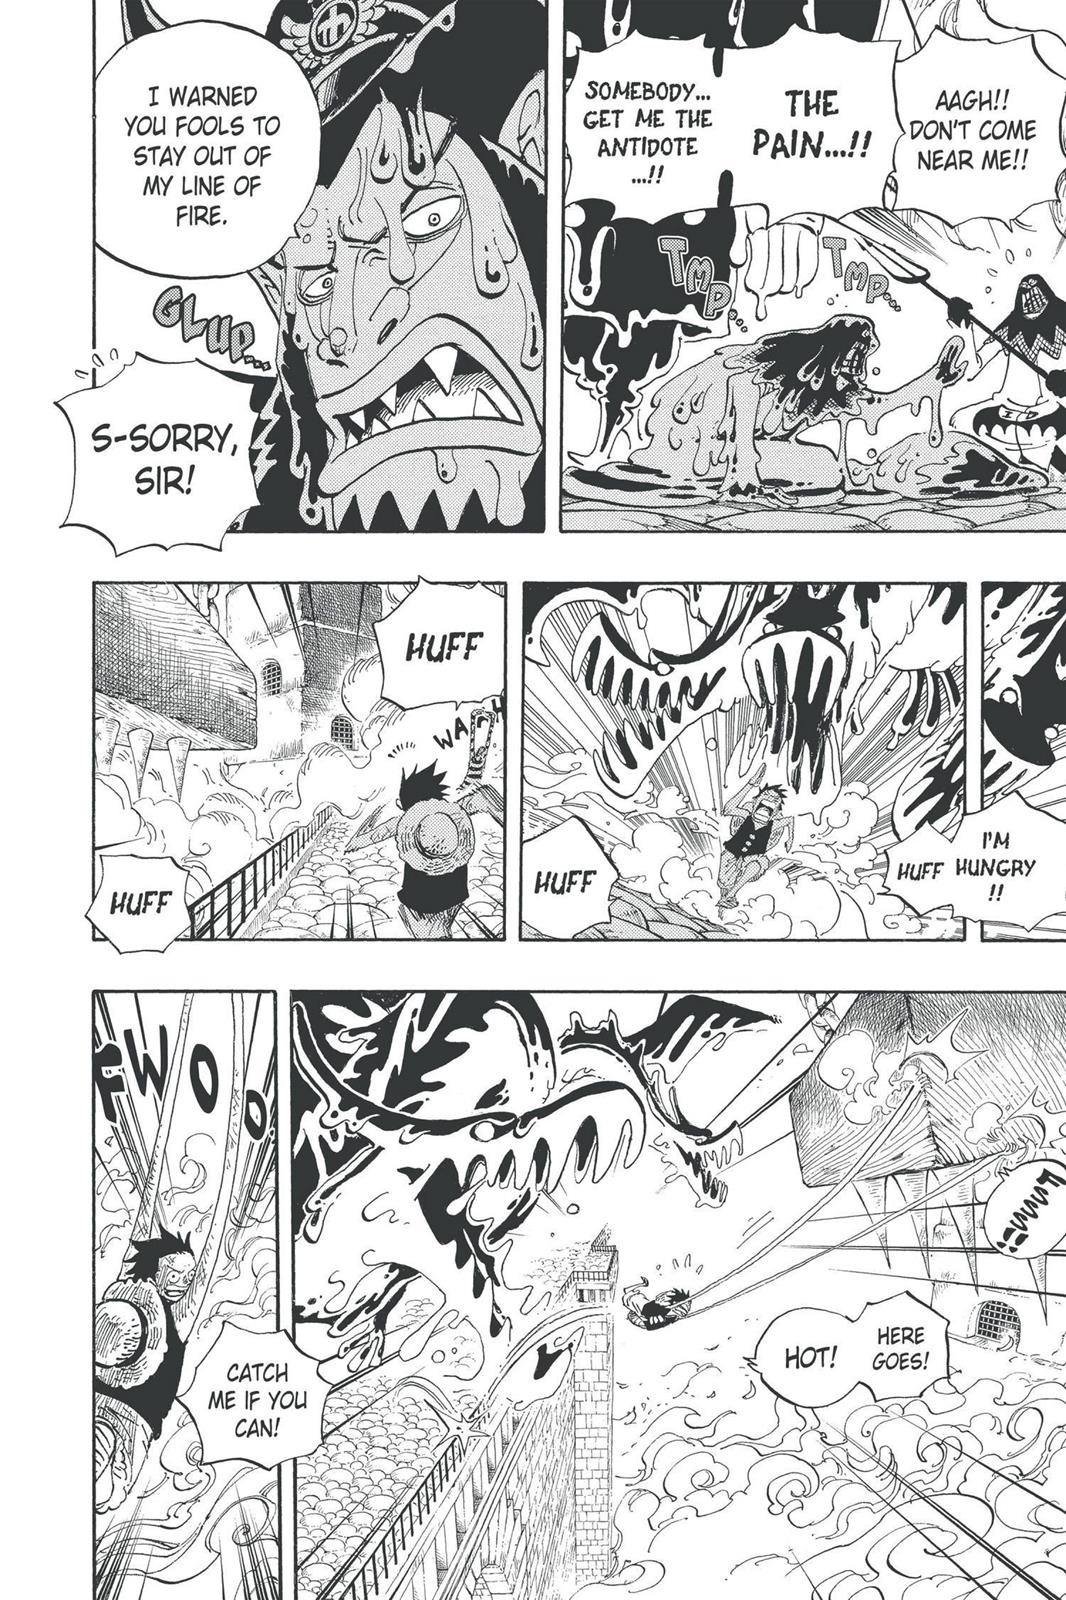 AAGH!!
DON'T COME
NEAR ME!!
THE
PAIN...!!
SOMEBODY...
GET ME THE
ANTIDOTE
...!!
TMP...
TMP...
I WARNED
YOU FOOLS TO
STAY OUT OF
MY LINE OF
FIRE.
GLUP...
S-SORRY,
SIR!
I'M
HUNGRY
!!
HUFF
HUFF
HUFF
HUFF
HERE
GOES!
HOT!
FWOO
CATCH
ME IF YOU
CAN!